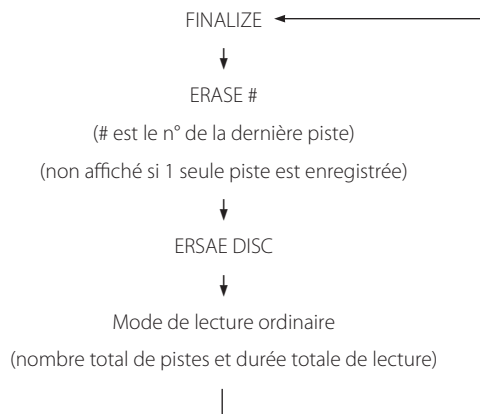 FINALIZE
ERASE #
(# est le n° de la dernière piste)
(non affiché si 1 seule piste est enregistrée)
ERSAE DISC
Mode de lecture ordinaire
(nombre total de pistes et durée totale de lecture)